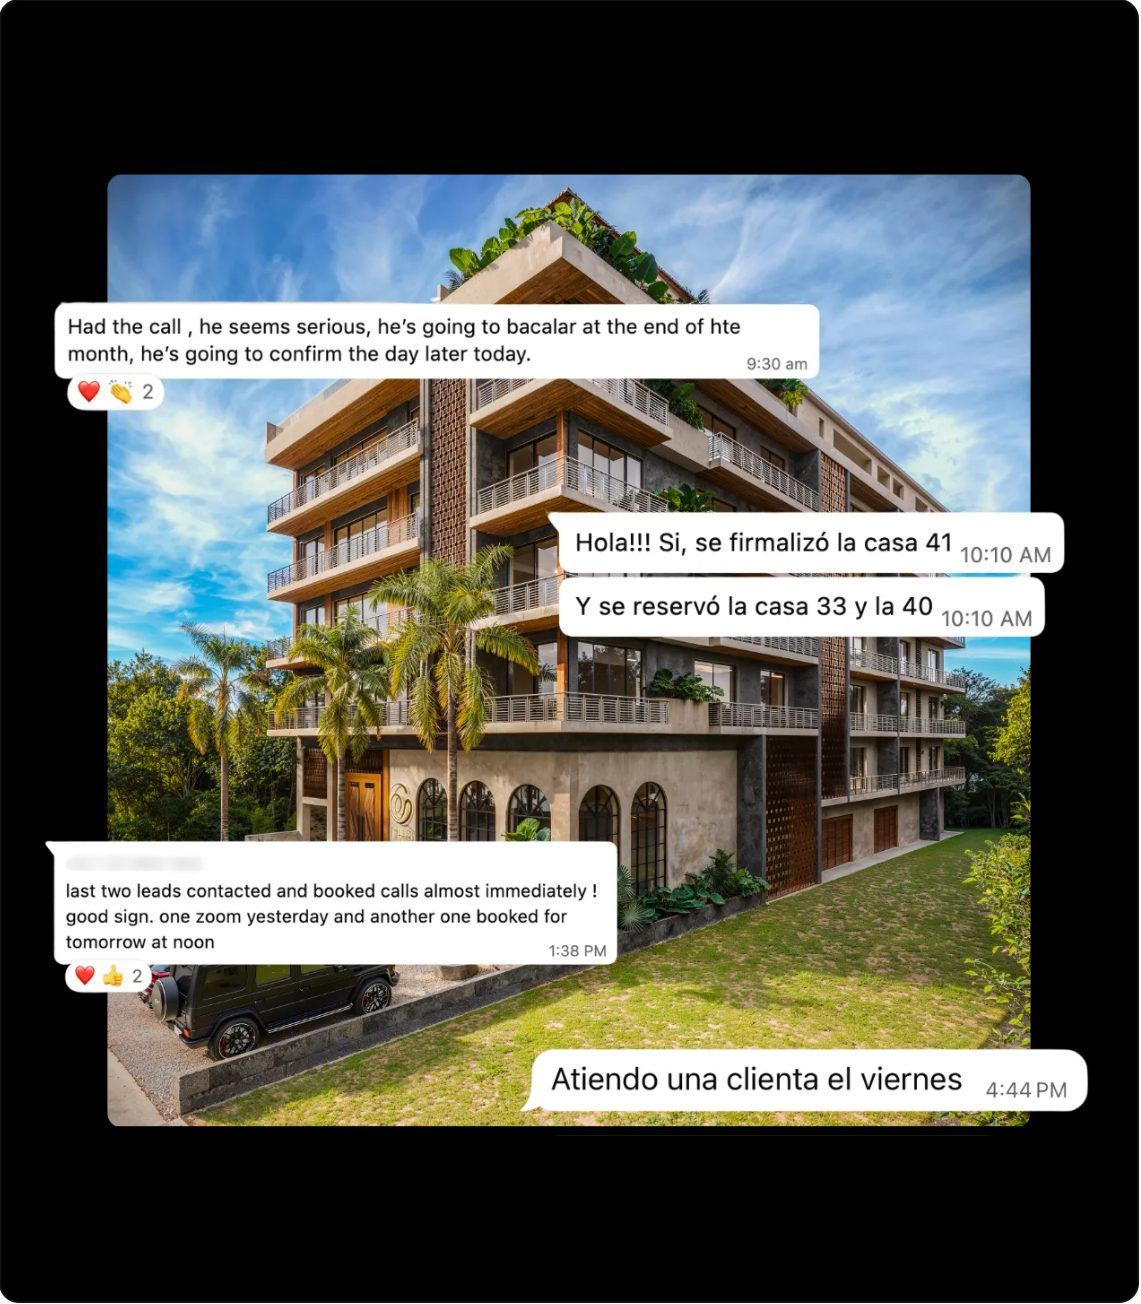 Had the call , he seems serious, he’s going to bacalar at the end of hte
month, he’s going to confirm the day later today.
9:30 am
❤️ 👏 2
Hola!!! Si, se firmalizó la casa 41 10:10 AM
Y se reservó la casa 33 y la 40 10:10 AM
last two leads contacted and booked calls almost immediately !
good sign. one zoom yesterday and another one booked for
tomorrow at noon
1:38 PM
❤️ 👍 2
Atiendo una clienta el viernes 4:44 PM